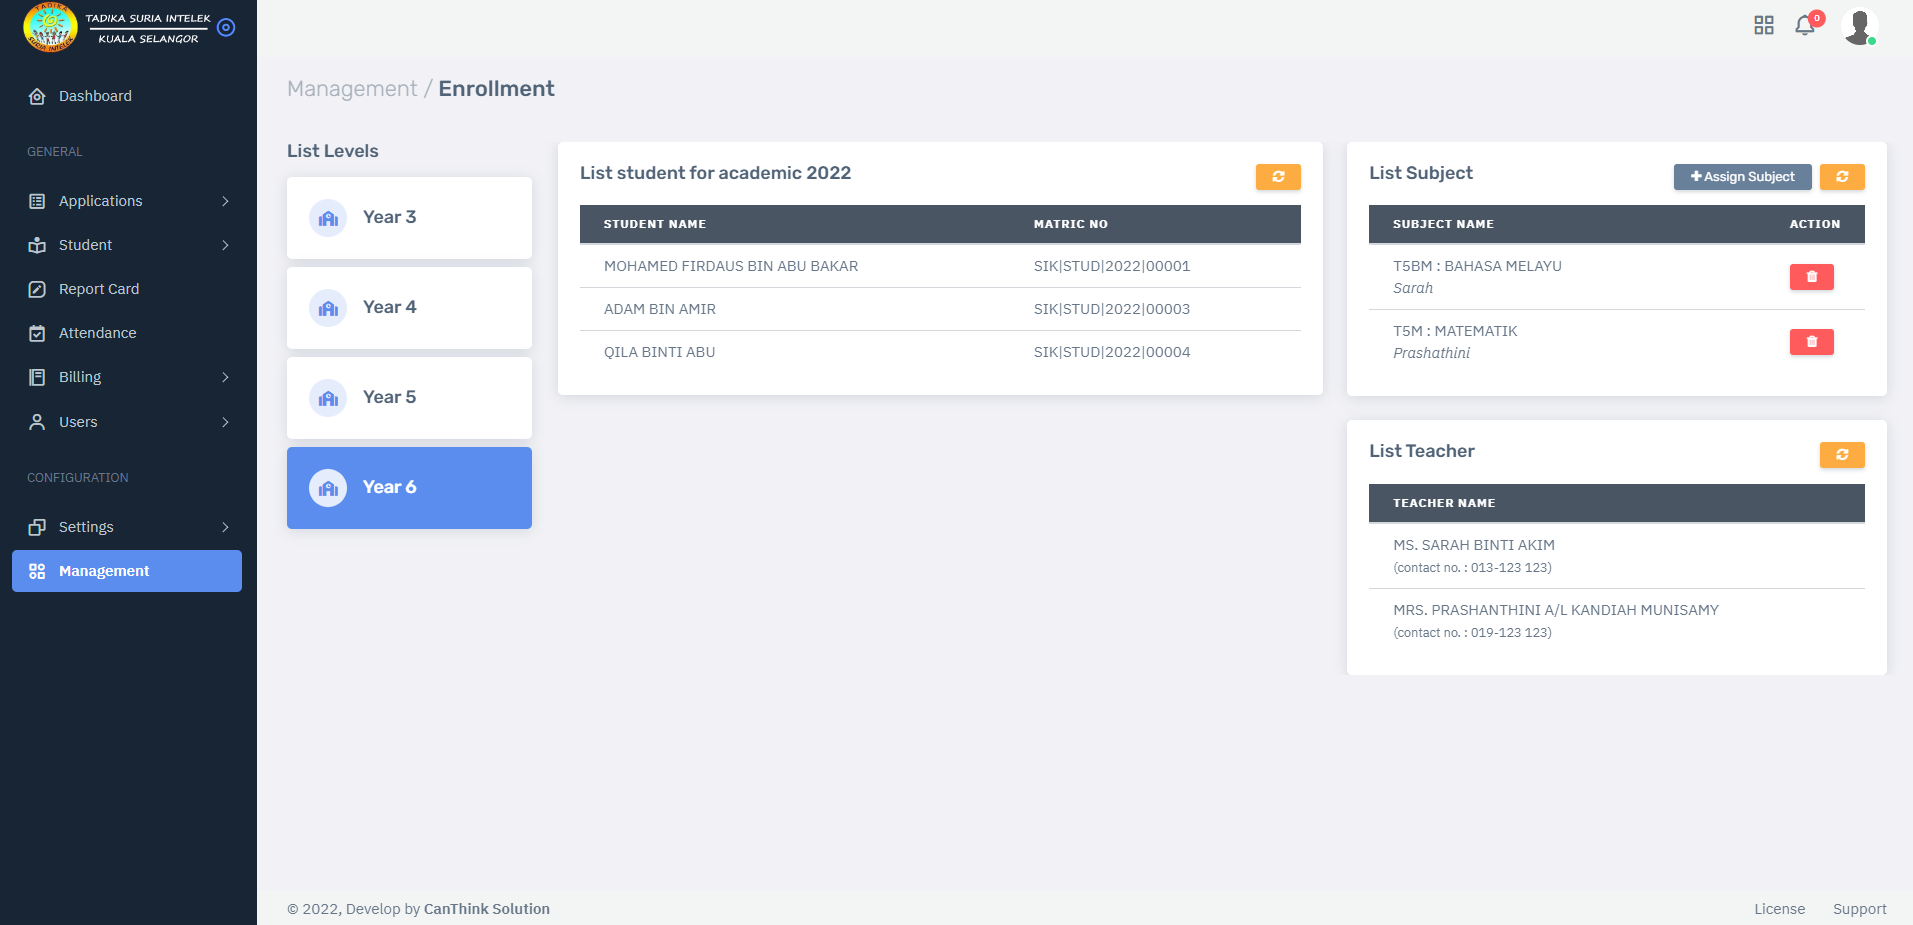 TADIKA
SURIA INTELEK
TADIKA SURIA INTELEK
KUALA SELANGOR
0
Dashboard
GENERAL
Applications
Student
Report Card
Attendance
Billing
Users
CONFIGURATION
Settings
Management
Management / Enrollment
List Levels
Year 3
Year 4
Year 5
Year 6
List student for academic 2022
STUDENT NAME MATRIC NO
MOHAMED FIRDAUS BIN ABU BAKAR SIK|STUD|2022|00001
ADAM BIN AMIR SIK|STUD|2022|00003
QILA BINTI ABU SIK|STUD|2022|00004
List Subject
Assign Subject
SUBJECT NAME ACTION
T5BM : BAHASA MELAYU
Sarah
T5M : MATEMATIK
Prashathini
List Teacher
TEACHER NAME
MS. SARAH BINTI AKIM
(contact no. : 013-123 123)
MRS. PRASHANTHINI A/L KANDIAH MUNISAMY
(contact no. : 019-123 123)
© 2022, Develop by CanThink Solution
License Support